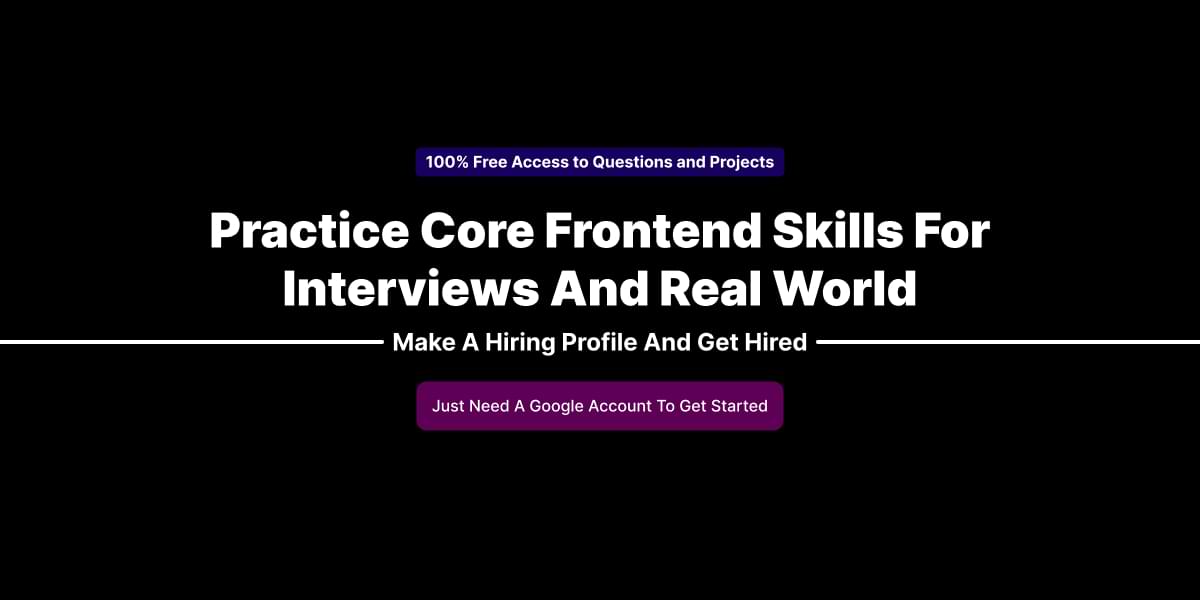 100% Free Access to Questions and Projects
Practice Core Frontend Skills For
Interviews And Real World
Make A Hiring Profile And Get Hired
Just Need A Google Account To Get Started